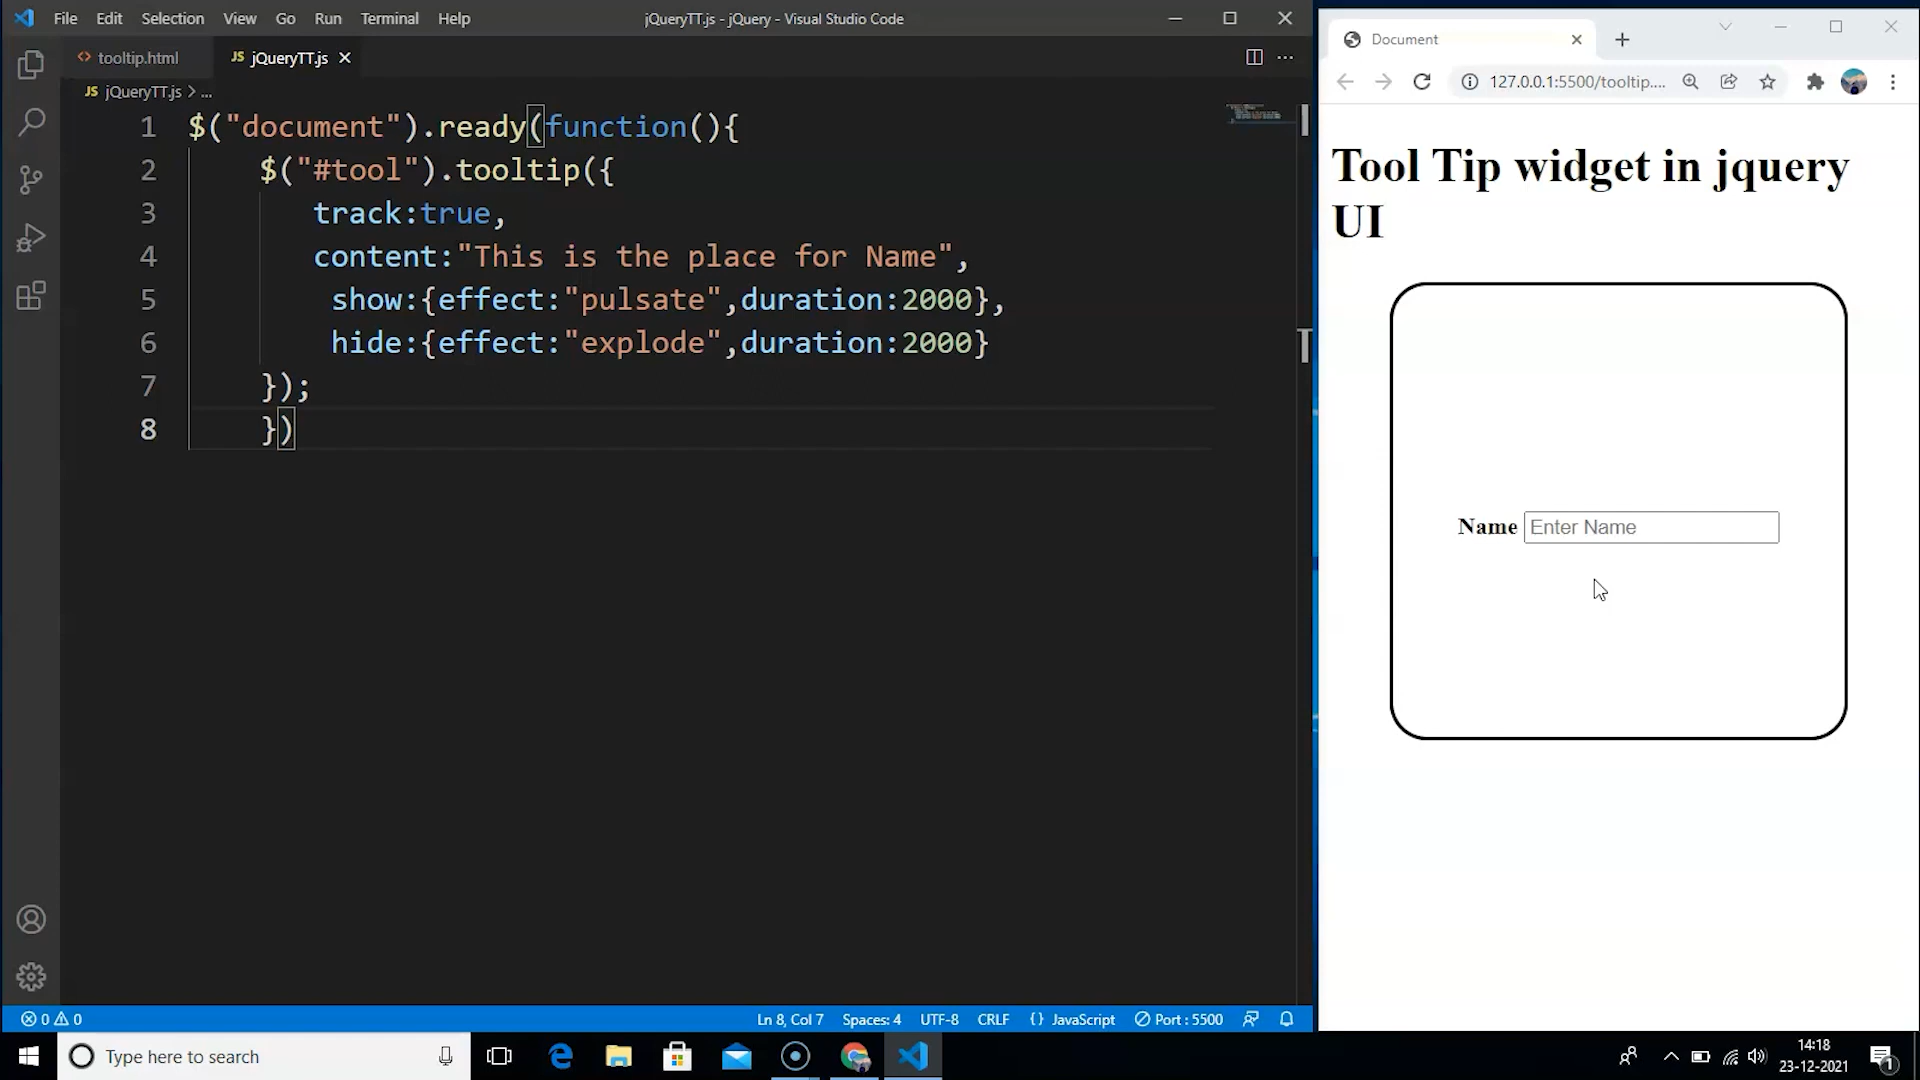 File Edit Selection View Go Run Terminal Help
jQueryTT.js - jQuery - Visual Studio Code
<> tooltip.html
JS jQueryTT.js
JS jQueryTT.js > ...
1 $("document").ready(function(){
2 $("#tool").tooltip({
3 track:true,
4 content:"This is the place for Name",
5 show:{effect:"pulsate",duration:2000},
6 hide:{effect:"explode",duration:2000}
7 });
8 })
0 0
Ln 8, Col 7 Spaces: 4 UTF-8 CRLF {} JavaScript Port : 5500
Document
127.0.0.1:5500/tooltip....
Tool Tip widget in jquery
UI
Name Enter Name
Type here to search
14:18
23-12-2021
1